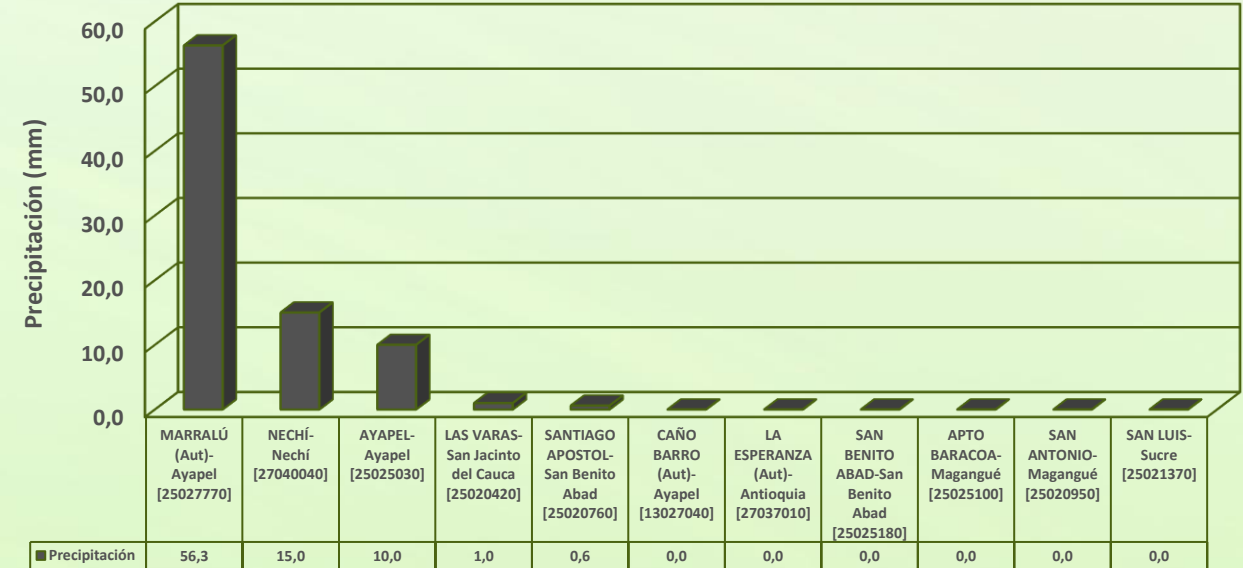 Precipitación (mm)
60,0
50,0
40,0
30,0
20,0
10,0
0,0
MARRALÚ
(Aut)-
Ayapel
[25027770]
NECHÍ-
Nechí
[27040040]
AYAPEL-
Ayapel
[25025030]
LAS VARAS-
San Jacinto
del Cauca
[25020420]
SANTIAGO
APOSTOL-
San Benito
Abad
[25020760]
CAÑO
BARRO
(Aut)-
Ayapel
[13027040]
LA
ESPERANZA
(Aut)-
Antioquia
[27037010]
SAN
BENITO
ABAD-San
Benito
Abad
[25025180]
APTO
BARACOA-
Magangué
[25025100]
SAN
ANTONIO-
Magangué
[25020950]
SAN LUIS-
Sucre
[25021370]
Precipitación 56,3 15,0 10,0 1,0 0,6 0,0 0,0 0,0 0,0 0,0 0,0